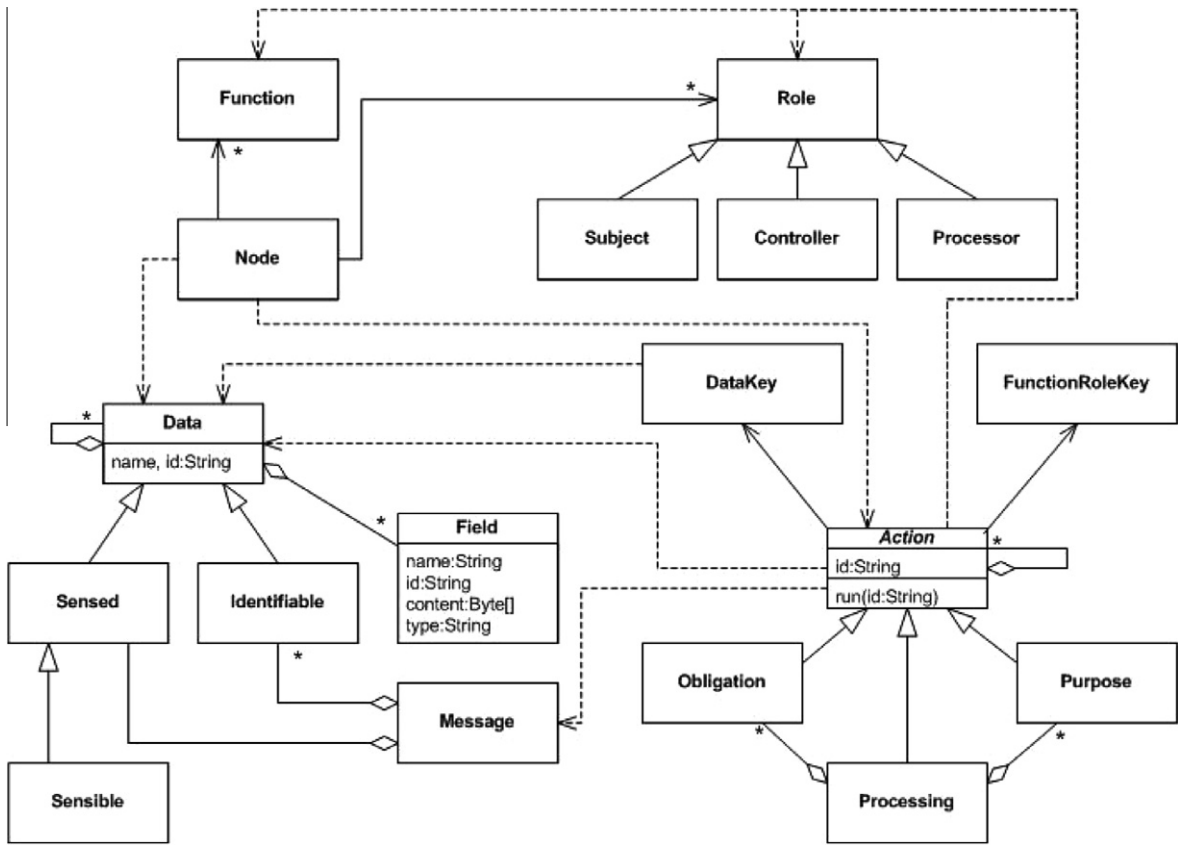 Function
*
Role
*
Subject
Controller
Processor
Node
DataKey
FunctionRoleKey
*
Data
name, id:String
*
Field
name:String
id:String
content:Byte[]
type:String
Action
*
id:String
run(id:String)
Sensed
Identifiable
*
Message
Obligation
Purpose
*
*
Sensible
Processing